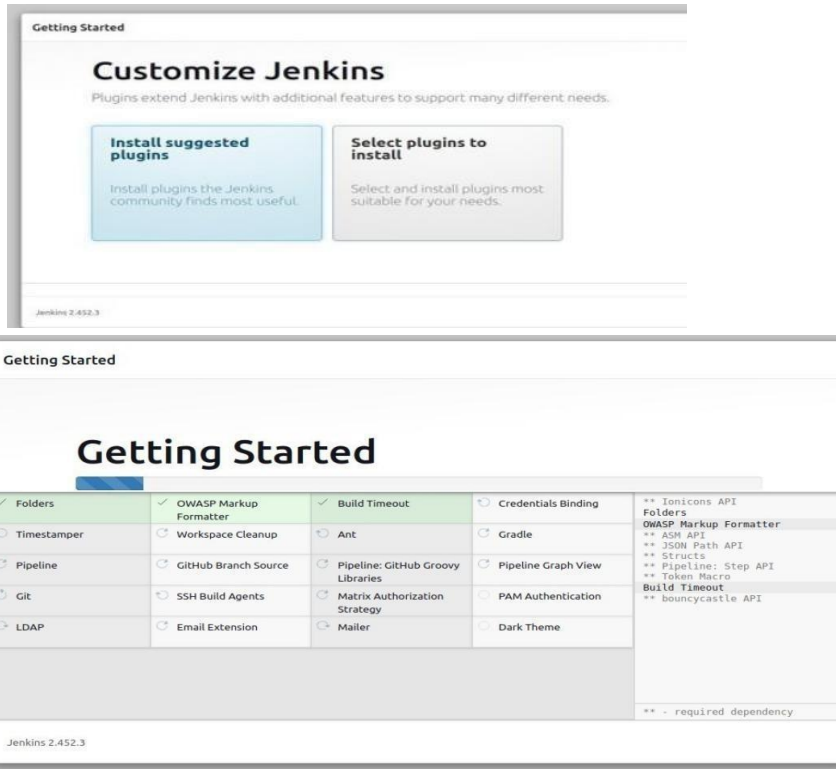 Getting Started
Customize Jenkins
Plugins extend Jenkins with additional features to support many different needs.
Install suggested
plugins
Install plugins the Jenkins
community finds most useful.
Select plugins to
install
Select and install plugins most
suitable for your needs.
Jenkins 2.452.3
Getting Started
Getting Started
Folders
OWASP Markup
Formatter
Build Timeout
Credentials Binding
Timestamper
Workspace Cleanup
Ant
Gradle
Pipeline
GitHub Branch Source
Pipeline: GitHub Groovy
Libraries
Pipeline Graph View
Git
SSH Build Agents
Matrix Authorization
Strategy
PAM Authentication
LDAP
Email Extension
Mailer
Dark Theme
** Ionicons API
Folders
OWASP Markup Formatter
** ASM API
** JSON Path API
** Structs
** Pipeline: Step API
** Token Macro
Build Timeout
** bouncycastle API
** - required dependency
Jenkins 2.452.3